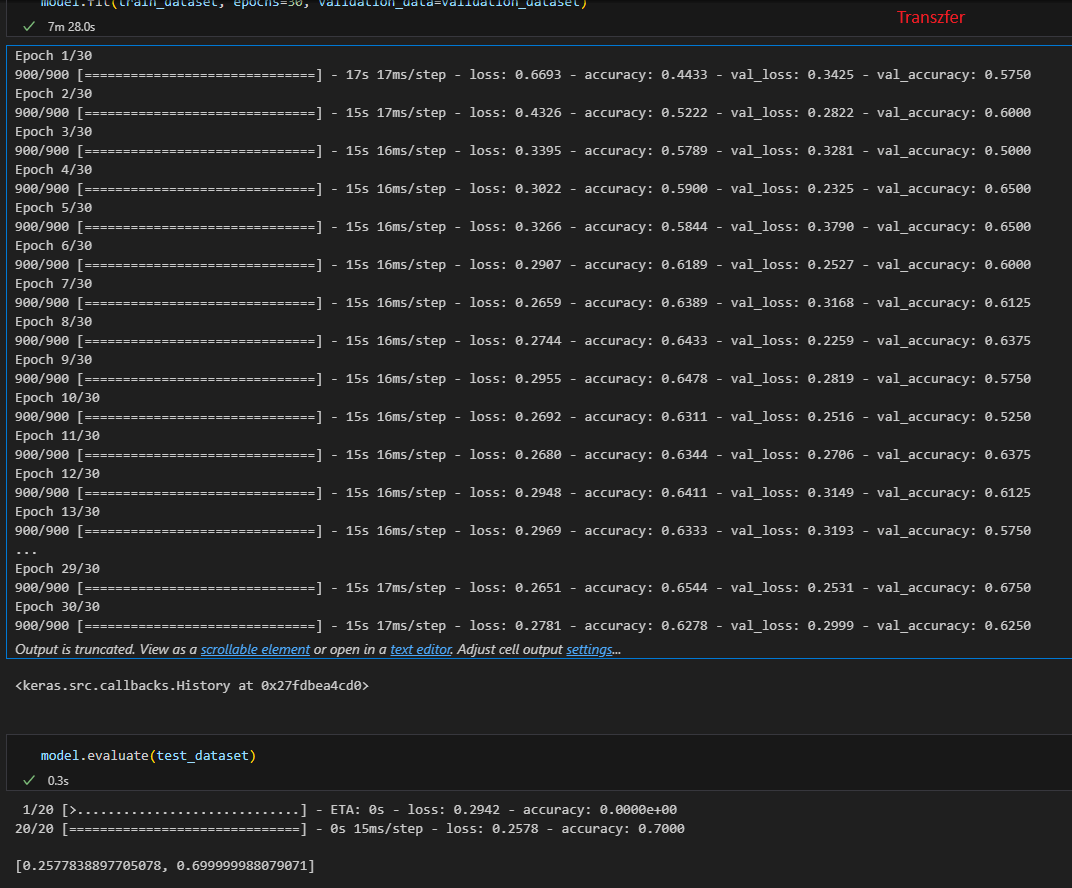 model.fit(train_dataset, epochs=30, validation_data=validation_dataset)
7m 28.0s
Transzfer
Epoch 1/30
900/900 [==============================] - 17s 17ms/step - loss: 0.6693 - accuracy: 0.4433 - val_loss: 0.3425 - val_accuracy: 0.5750
Epoch 2/30
900/900 [==============================] - 15s 17ms/step - loss: 0.4326 - accuracy: 0.5222 - val_loss: 0.2822 - val_accuracy: 0.6000
Epoch 3/30
900/900 [==============================] - 15s 16ms/step - loss: 0.3395 - accuracy: 0.5789 - val_loss: 0.3281 - val_accuracy: 0.5000
Epoch 4/30
900/900 [==============================] - 15s 16ms/step - loss: 0.3022 - accuracy: 0.5900 - val_loss: 0.2325 - val_accuracy: 0.6500
Epoch 5/30
900/900 [==============================] - 15s 16ms/step - loss: 0.3266 - accuracy: 0.5844 - val_loss: 0.3790 - val_accuracy: 0.6500
Epoch 6/30
900/900 [==============================] - 15s 16ms/step - loss: 0.2907 - accuracy: 0.6189 - val_loss: 0.2527 - val_accuracy: 0.6000
Epoch 7/30
900/900 [==============================] - 15s 16ms/step - loss: 0.2659 - accuracy: 0.6389 - val_loss: 0.3168 - val_accuracy: 0.6125
Epoch 8/30
900/900 [==============================] - 15s 16ms/step - loss: 0.2744 - accuracy: 0.6433 - val_loss: 0.2259 - val_accuracy: 0.6375
Epoch 9/30
900/900 [==============================] - 15s 16ms/step - loss: 0.2955 - accuracy: 0.6478 - val_loss: 0.2819 - val_accuracy: 0.5750
Epoch 10/30
900/900 [==============================] - 15s 16ms/step - loss: 0.2692 - accuracy: 0.6311 - val_loss: 0.2516 - val_accuracy: 0.5250
Epoch 11/30
900/900 [==============================] - 15s 16ms/step - loss: 0.2680 - accuracy: 0.6344 - val_loss: 0.2706 - val_accuracy: 0.6375
Epoch 12/30
900/900 [==============================] - 15s 16ms/step - loss: 0.2948 - accuracy: 0.6411 - val_loss: 0.3149 - val_accuracy: 0.6125
Epoch 13/30
900/900 [==============================] - 15s 16ms/step - loss: 0.2969 - accuracy: 0.6333 - val_loss: 0.3193 - val_accuracy: 0.5750
...
Epoch 29/30
900/900 [==============================] - 15s 17ms/step - loss: 0.2651 - accuracy: 0.6544 - val_loss: 0.2531 - val_accuracy: 0.6750
Epoch 30/30
900/900 [==============================] - 15s 17ms/step - loss: 0.2781 - accuracy: 0.6278 - val_loss: 0.2999 - val_accuracy: 0.6250
Output is truncated. View as a scrollable element or open in a text editor. Adjust cell output settings...
<keras.src.callbacks.History at 0x27fdbea4cd0>
model.evaluate(test_dataset)
0.3s
1/20 [>.............................] - ETA: 0s - loss: 0.2942 - accuracy: 0.0000e+00
20/20 [==============================] - 0s 15ms/step - loss: 0.2578 - accuracy: 0.7000
[0.2577838897705078, 0.699999988079071]